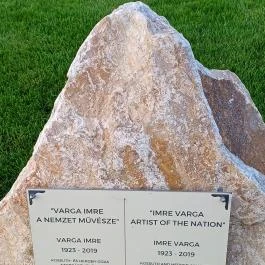 "VARGA IMRE
A NEMZET MŰVÉSZE"
VARGA IMRE
1923 - 2019
"IMRE VARGA
ARTIST OF THE NATION"
IMRE VARGA
1923 - 2019